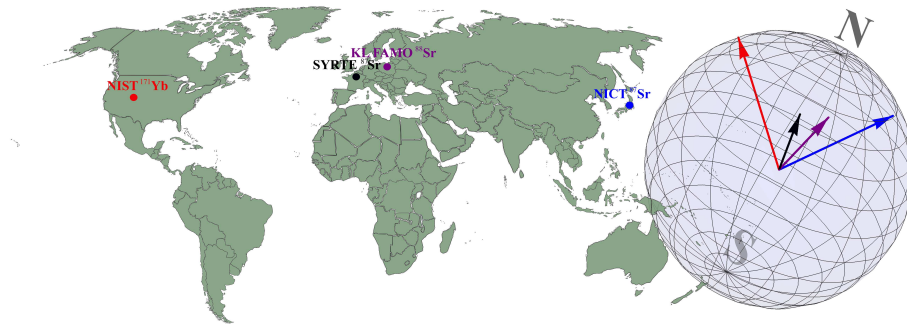 N
KL FAMO ⁸⁸Sr
SYRTE ⁸⁷Sr
NIST ¹⁷¹Yb
NICT ⁸⁷Sr
S